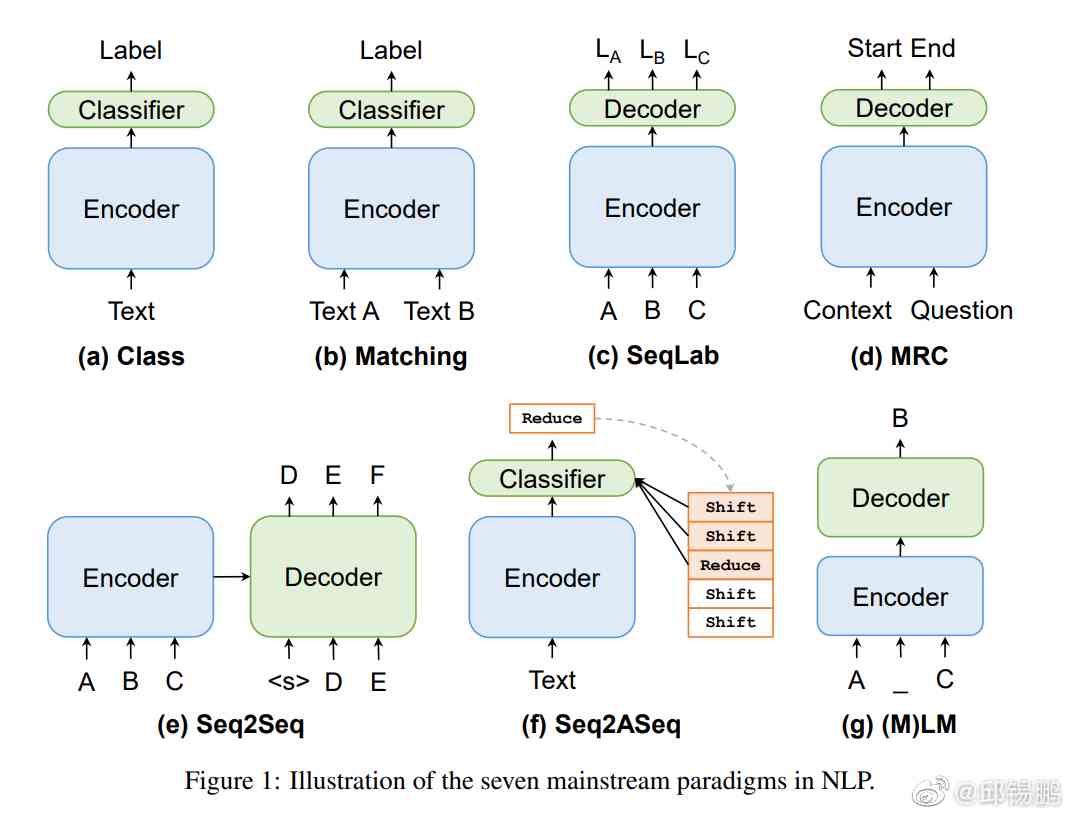 Label
Classifier
Encoder
Text
(a) Class
Label
Classifier
Encoder
Text A Text B
(b) Matching
L_A L_B L_C
Decoder
Encoder
A B C
(c) SeqLab
Start End
Decoder
Encoder
Context Question
(d) MRC
D E F
Encoder
Decoder
A B C
<s> D E
(e) Seq2Seq
Reduce
Classifier
Shift
Shift
Reduce
Shift
Shift
Encoder
Text
(f) Seq2ASeq
B
Decoder
Encoder
A _ C
(g) (M)LM
Figure 1: Illustration of the seven mainstream paradigms in NLP.
@邱锡鹏